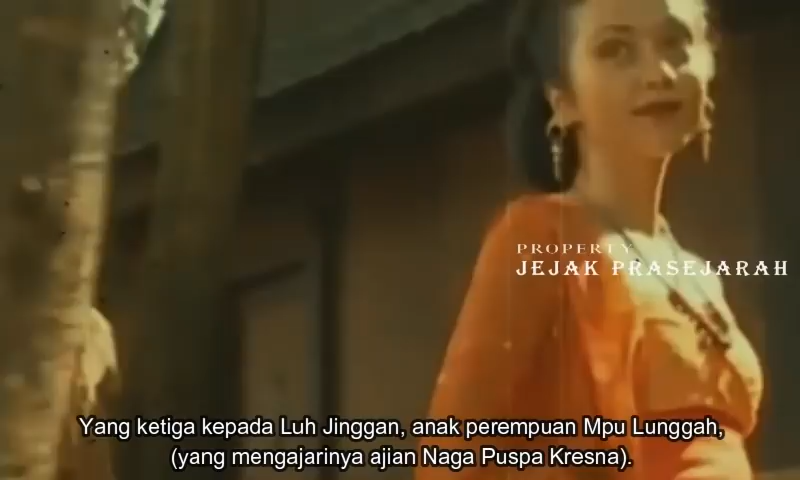 PROPERTY
JEJAK PRASEJARAH
Yang ketiga kepada Luh Jinggan, anak perempuan Mpu Lunggah,
(yang mengajarinya ajian Naga Puspa Kresna).